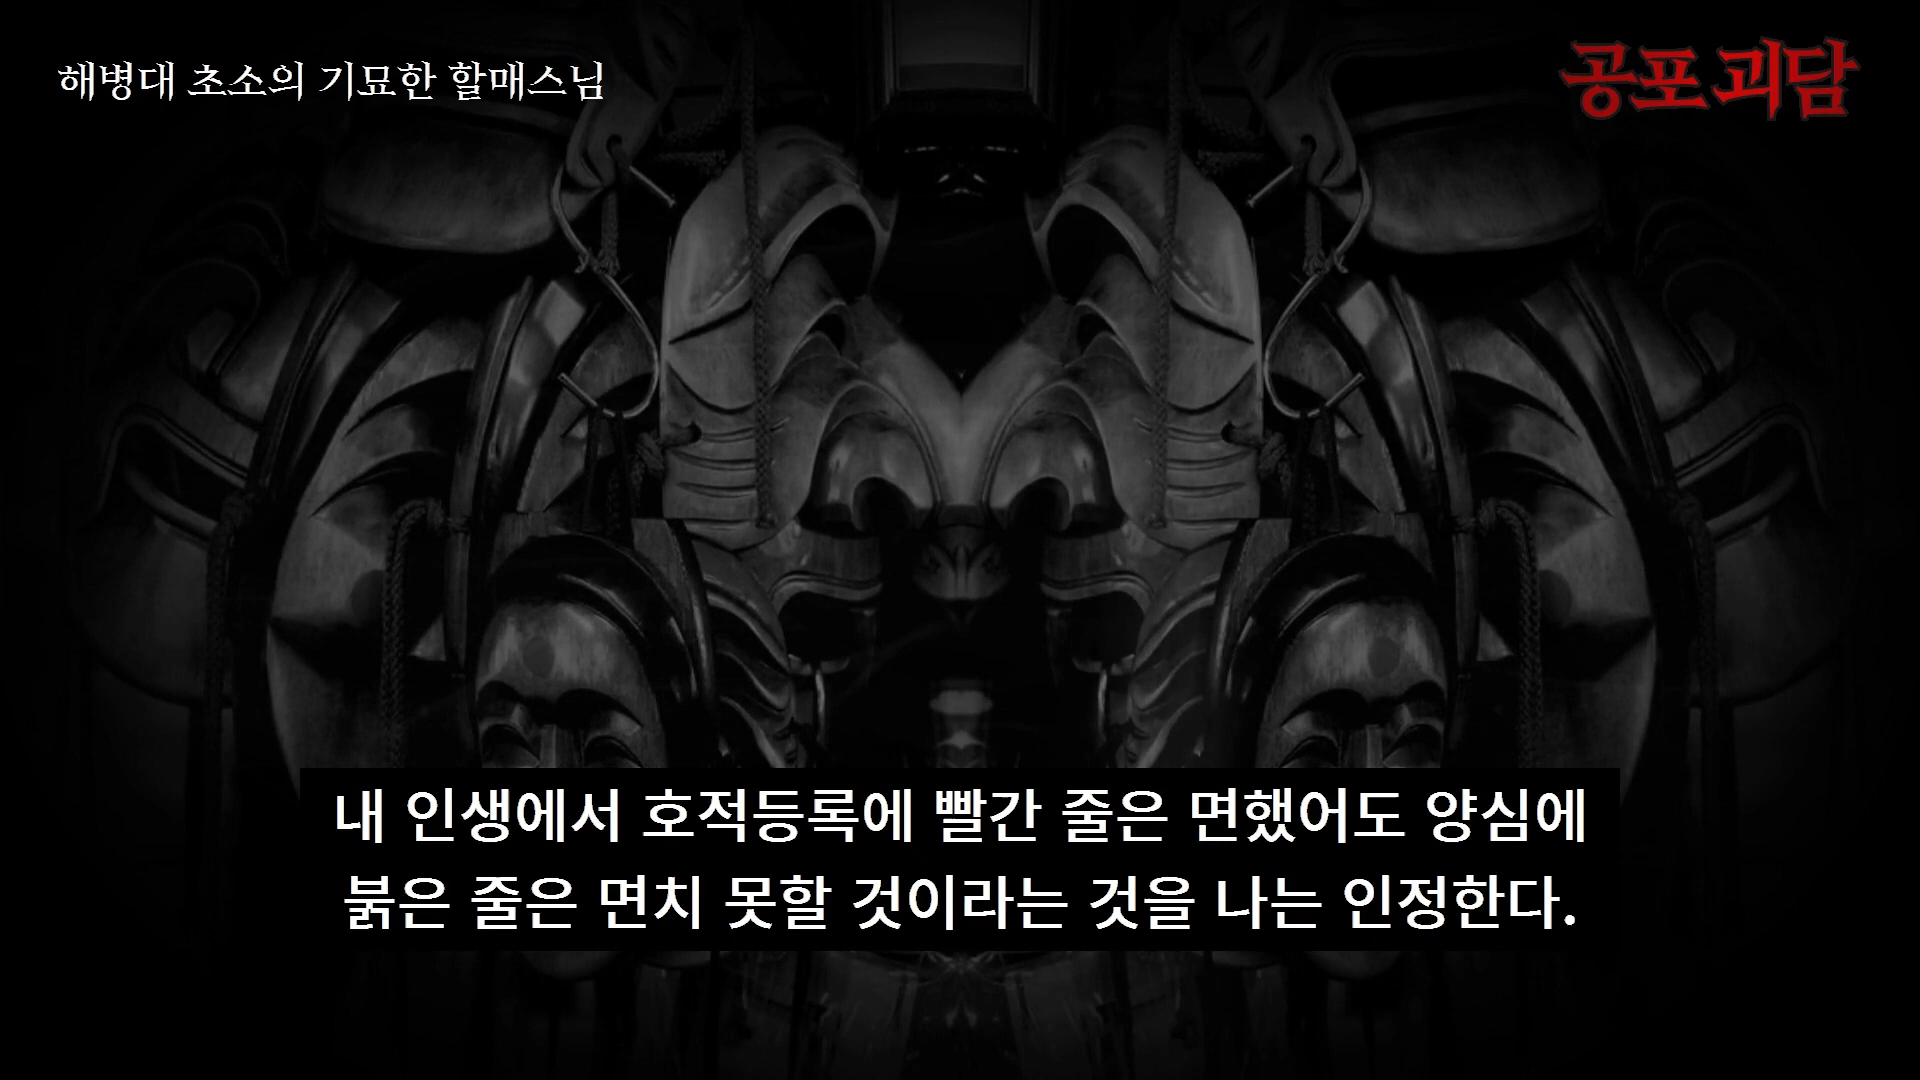 해병대 초소의 기묘한 할매스님
공포괴담
내 인생에서 호적등록에 빨간 줄은 면했어도 양심에
붉은 줄은 면치 못할 것이라는 것을 나는 인정한다.